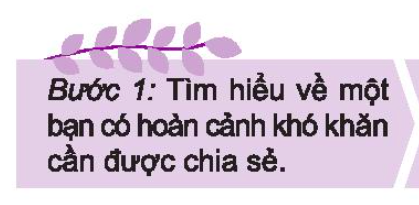 Bước 1: Tìm hiểu về một
bạn có hoàn cảnh khó khăn
cần được chia sẻ.